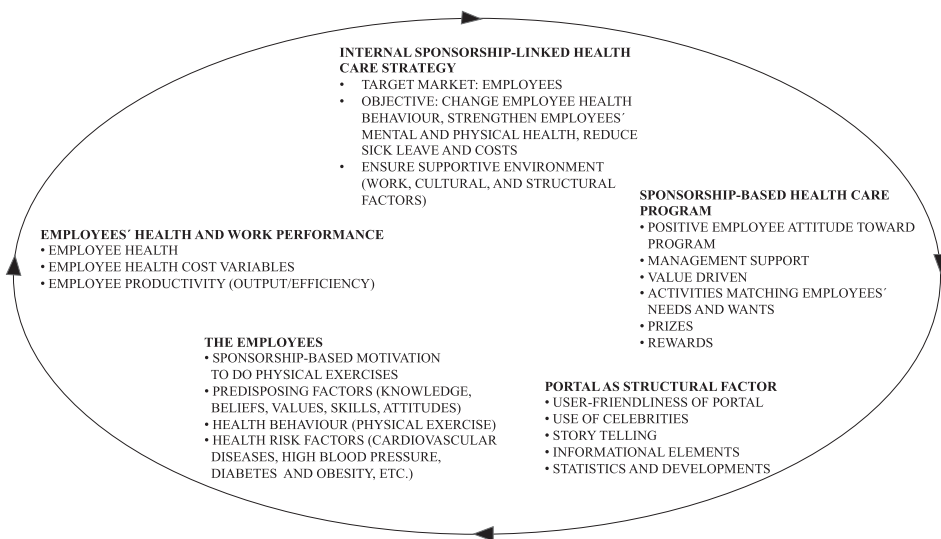 INTERNAL SPONSORSHIP-LINKED HEALTH
CARE STRATEGY
• TARGET MARKET: EMPLOYEES
• OBJECTIVE: CHANGE EMPLOYEE HEALTH
BEHAVIOUR, STRENGTHEN EMPLOYEES´
MENTAL AND PHYSICAL HEALTH, REDUCE
SICK LEAVE AND COSTS
• ENSURE SUPPORTIVE ENVIRONMENT
(WORK, CULTURAL, AND STRUCTURAL
FACTORS)
SPONSORSHIP-BASED HEALTH CARE
PROGRAM
• POSITIVE EMPLOYEE ATTITUDE TOWARD
PROGRAM
• MANAGEMENT SUPPORT
• VALUE DRIVEN
• ACTIVITIES MATCHING EMPLOYEES´
NEEDS AND WANTS
• PRIZES
• REWARDS
PORTAL AS STRUCTURAL FACTOR
• USER-FRIENDLINESS OF PORTAL
• USE OF CELEBRITIES
• STORY TELLING
• INFORMATIONAL ELEMENTS
• STATISTICS AND DEVELOPMENTS
THE EMPLOYEES
• SPONSORSHIP-BASED MOTIVATION
TO DO PHYSICAL EXERCISES
• PREDISPOSING FACTORS (KNOWLEDGE,
BELIEFS, VALUES, SKILLS, ATTITUDES)
• HEALTH BEHAVIOUR (PHYSICAL EXERCISE)
• HEALTH RISK FACTORS (CARDIOVASCULAR
DISEASES, HIGH BLOOD PRESSURE,
DIABETES AND OBESITY, ETC.)
EMPLOYEES´ HEALTH AND WORK PERFORMANCE
• EMPLOYEE HEALTH
• EMPLOYEE HEALTH COST VARIABLES
• EMPLOYEE PRODUCTIVITY (OUTPUT/EFFICIENCY)